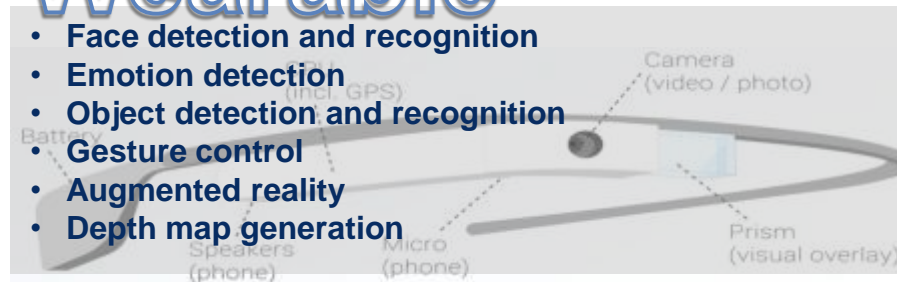 Wearable
• Face detection and recognition
• Emotion detection
• Object detection and recognition
• Gesture control
• Augmented reality
• Depth map generation
CPU
(incl. GPS)
Camera
(video / photo)
Battery
Speakers
(phone)
Micro
(phone)
Prism
(visual overlay)